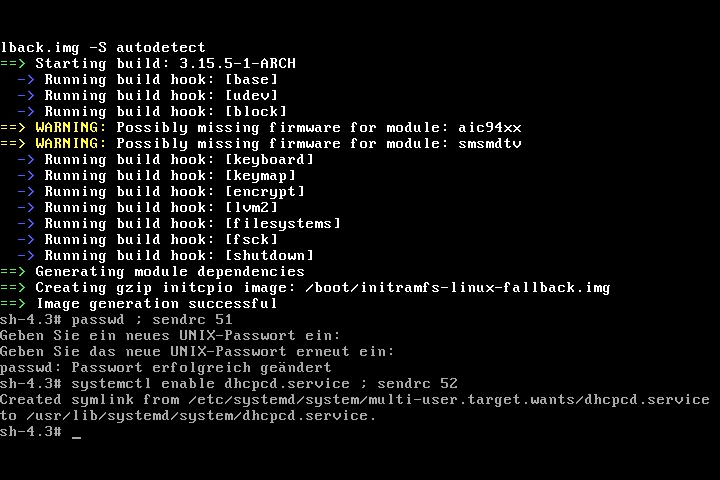 lback.img -S autodetect
==> Starting build: 3.15.5-1-ARCH
  -> Running build hook: [base]
  -> Running build hook: [udev]
  -> Running build hook: [block]
==> WARNING: Possibly missing firmware for module: aic94xx
==> WARNING: Possibly missing firmware for module: smsmdtv
  -> Running build hook: [keyboard]
  -> Running build hook: [keymap]
  -> Running build hook: [encrypt]
  -> Running build hook: [lvm2]
  -> Running build hook: [filesystems]
  -> Running build hook: [fsck]
  -> Running build hook: [shutdown]
==> Generating module dependencies
==> Creating gzip initcpio image: /boot/initramfs-linux-fallback.img
==> Image generation successful
sh-4.3# passwd ; sendrc 51
Geben Sie ein neues UNIX-Passwort ein:
Geben Sie das neue UNIX-Passwort erneut ein:
passwd: Passwort erfolgreich geändert
sh-4.3# systemctl enable dhcpcd.service ; sendrc 52
Created symlink from /etc/systemd/system/multi-user.target.wants/dhcpcd.service
to /usr/lib/systemd/system/dhcpcd.service.
sh-4.3# _